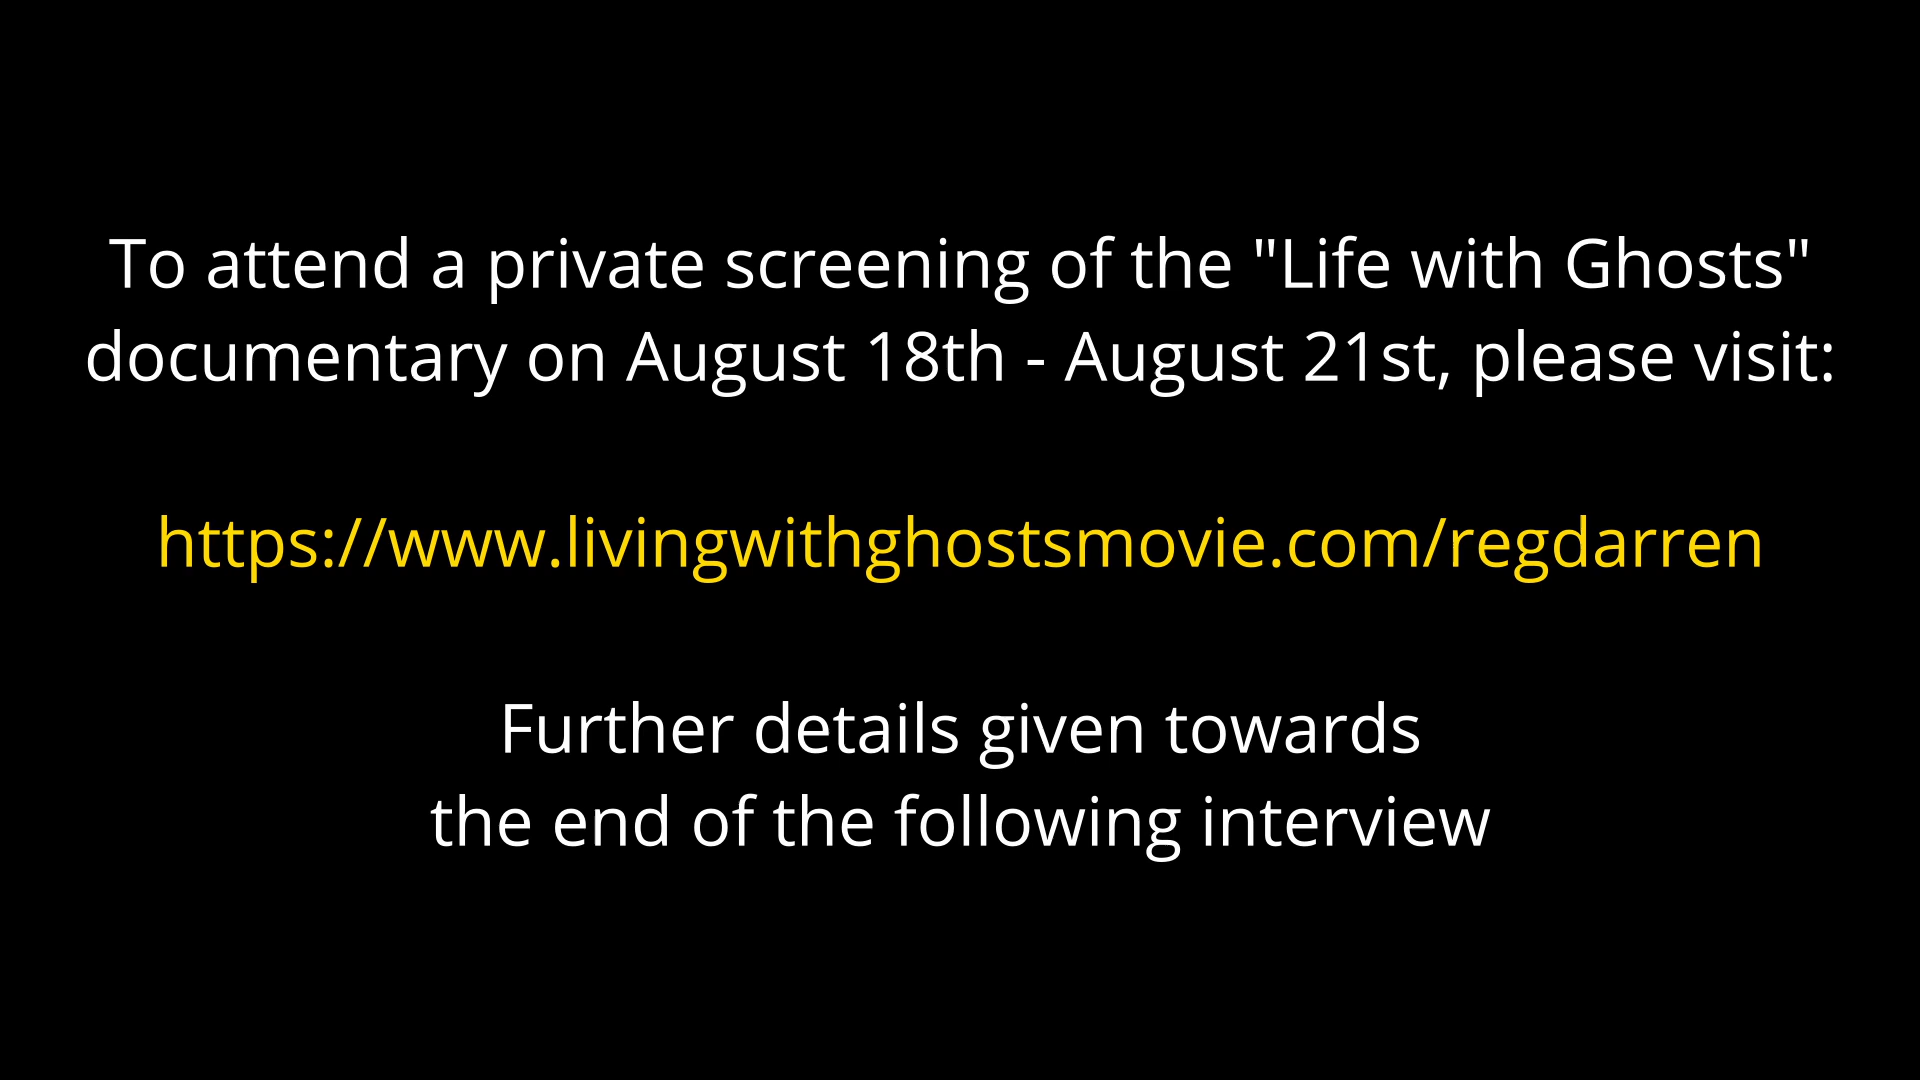 To attend a private screening of the "Life with Ghosts"
documentary on August 18th - August 21st, please visit:
https://www.livingwithghostsmovie.com/regdarren
Further details given towards
the end of the following interview